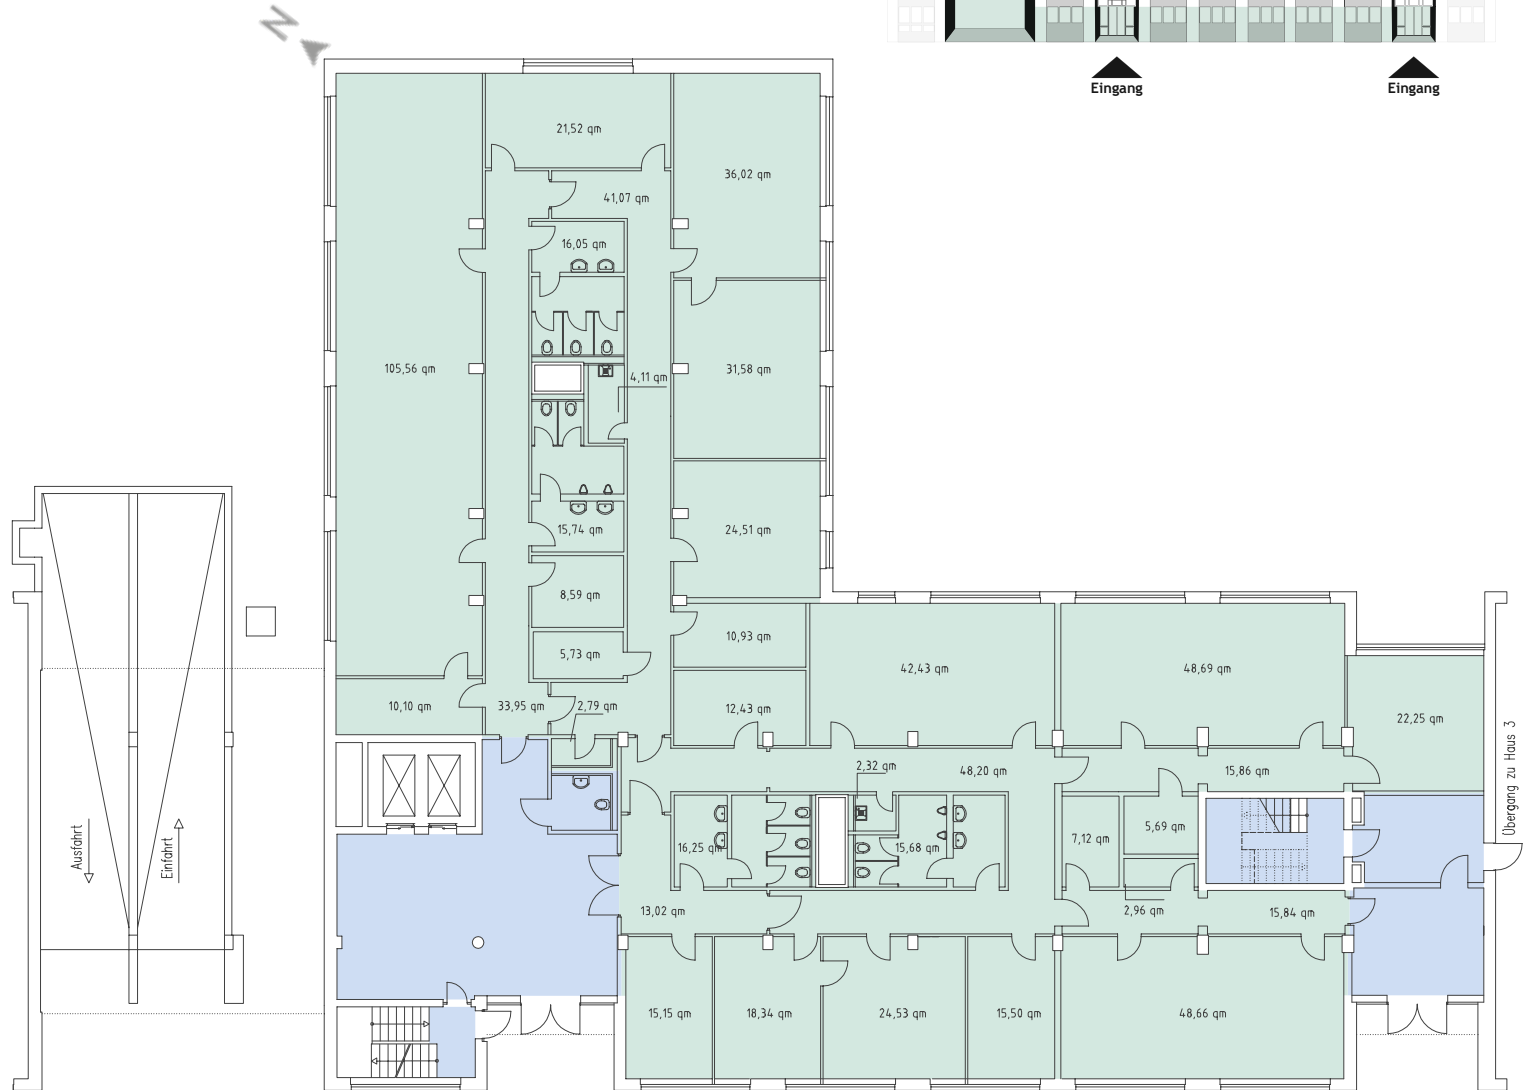 N
Eingang
Eingang
21,52 qm
36,02 qm
41,07 qm
16,05 qm
105,56 qm
4,11 qm
31,58 qm
15,74 qm
24,51 qm
8,59 qm
10,93 qm
5,73 qm
42,43 qm
48,69 qm
10,10 qm
33,95 qm
2,79 qm
12,43 qm
22,25 qm
2,32 qm
48,20 qm
15,86 qm
Übergang zu Haus 3
Ausfahrt
Einfahrt
16,25 qm
15,68 qm
7,12 qm
5,69 qm
13,02 qm
2,96 qm
15,84 qm
15,15 qm
18,34 qm
24,53 qm
15,50 qm
48,66 qm